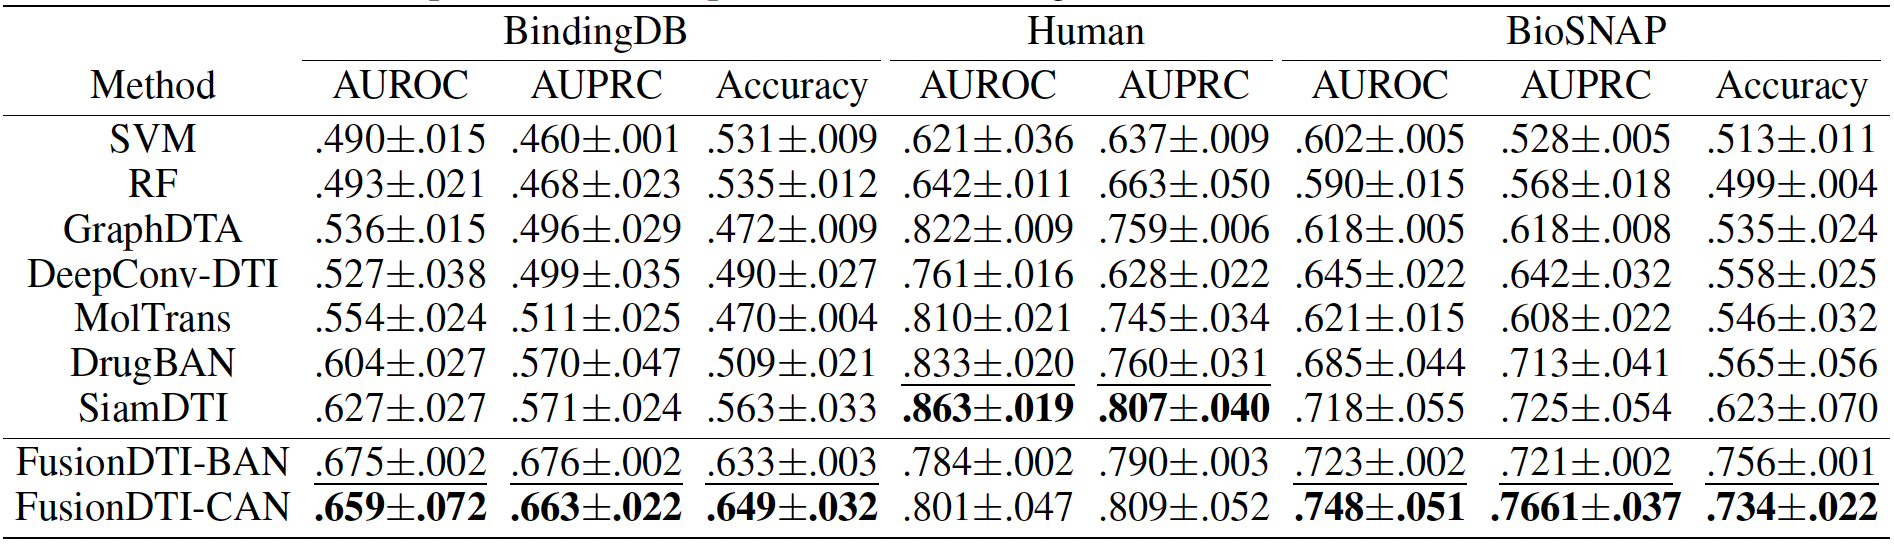 BindingDB Human BioSNAP
Method AUROC AUPRC Accuracy AUROC AUPRC AUROC AUPRC Accuracy
SVM .490±.015 .460±.001 .531±.009 .621±.036 .637±.009 .602±.005 .528±.005 .513±.011
RF .493±.021 .468±.023 .535±.012 .642±.011 .663±.050 .590±.015 .568±.018 .499±.004
GraphDTA .536±.015 .496±.029 .472±.009 .822±.009 .759±.006 .618±.005 .618±.008 .535±.024
DeepConv-DTI .527±.038 .499±.035 .490±.027 .761±.016 .628±.022 .645±.022 .642±.032 .558±.025
MolTrans .554±.024 .511±.025 .470±.004 .810±.021 .745±.034 .621±.015 .608±.022 .546±.032
DrugBAN .604±.027 .570±.047 .509±.021 .833±.020 .760±.031 .685±.044 .713±.041 .565±.056
SiamDTI .627±.027 .571±.024 .563±.033 .863±.019 .807±.040 .718±.055 .725±.054 .623±.070
FusionDTI-BAN .675±.002 .676±.002 .633±.003 .784±.002 .790±.003 .723±.002 .721±.002 .756±.001
FusionDTI-CAN .659±.072 .663±.022 .649±.032 .801±.047 .809±.052 .748±.051 .7661±.037 .734±.022